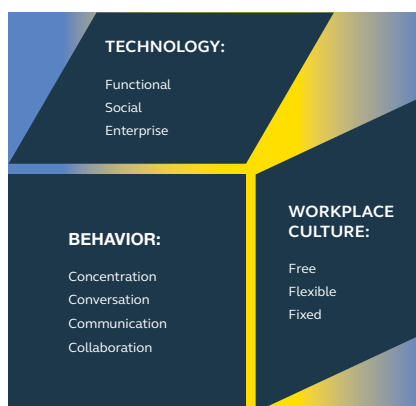 TECHNOLOGY:
Functional
Social
Enterprise
BEHAVIOR:
Concentration
Conversation
Communication
Collaboration
WORKPLACE
CULTURE:
Free
Flexible
Fixed